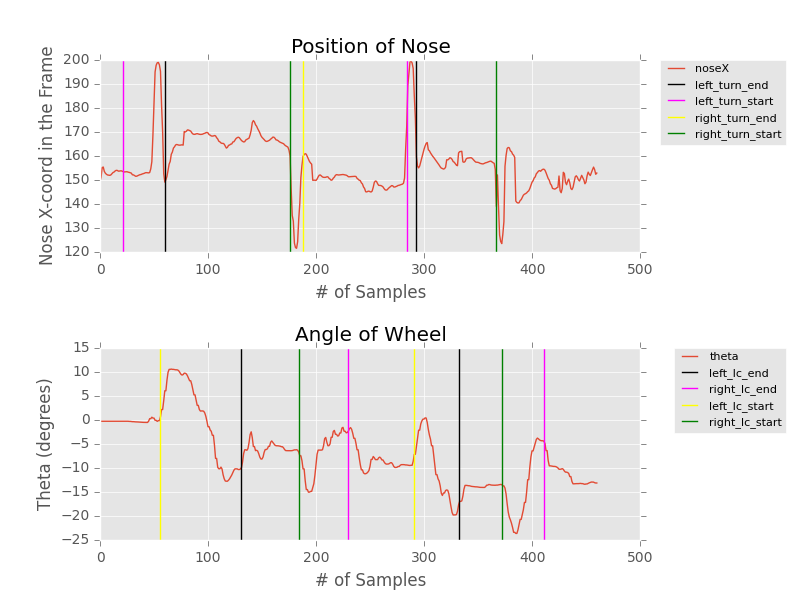 Position of Nose
Nose X-coord in the Frame
200
190
180
170
160
150
140
130
120
0 100 200 300 400 500
# of Samples
noseX
left_turn_end
left_turn_start
right_turn_end
right_turn_start
Angle of Wheel
Theta (degrees)
15
10
5
0
−5
−10
−15
−20
−25
0 100 200 300 400 500
# of Samples
theta
left_lc_end
right_lc_end
left_lc_start
right_lc_start